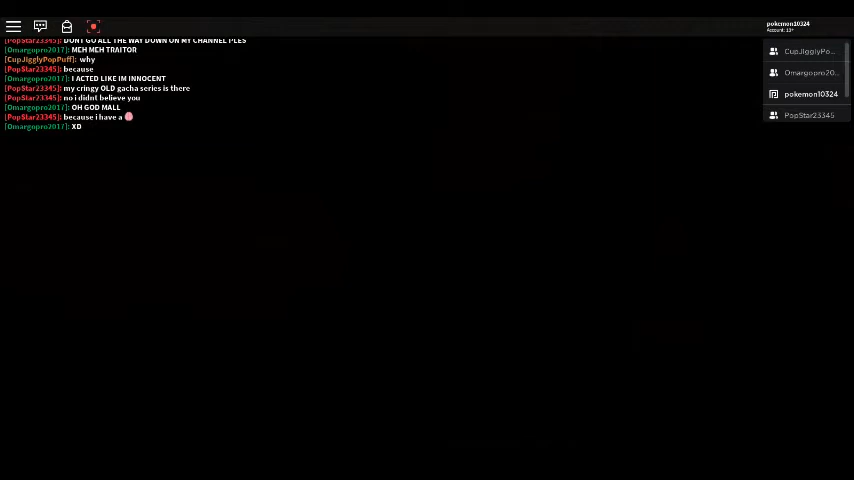 [PopStar23345]: DONT GO ALL THE WAY DOWN ON MY CHANNEL PLES
[Omargopro2017]: MEH MEH TRAITOR
[CupJigglyPopPuff]: why
[PopStar23345]: because
[Omargopro2017]: I ACTED LIKE IM INNOCENT
[PopStar23345]: my cringy OLD gacha series is there
[PopStar23345]: no i didnt believe you
[Omargopro2017]: OH GOD MALL
[PopStar23345]: because i have a
[Omargopro2017]: XD
pokemon10324
Account: 13+
CupJigglyPo...
Omargopro20...
pokemon10324
PopStar23345